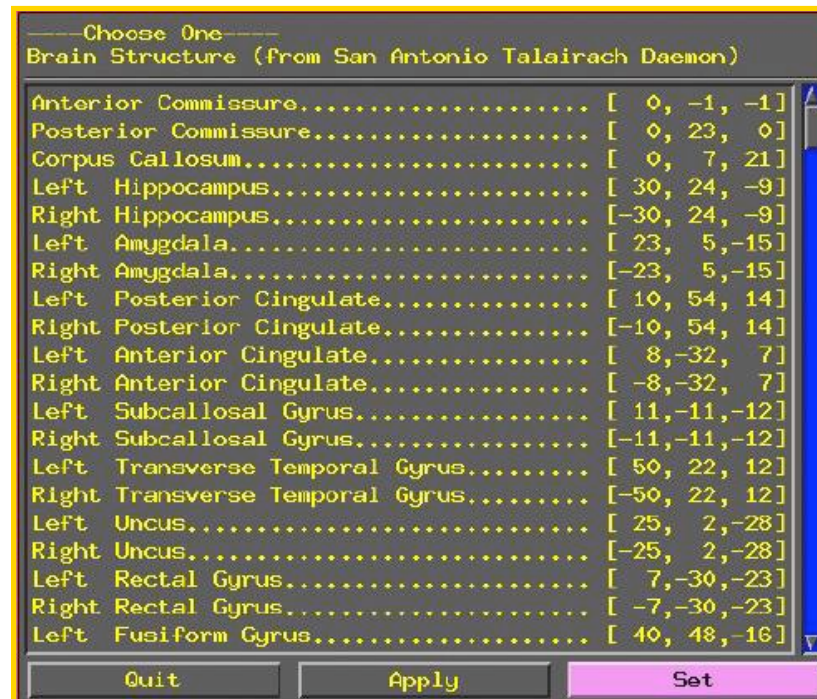 ----Choose One----
Brain Structure (from San Antonio Talairach Daemon)
Anterior Commissure...................... [  0, -1, -1]
Posterior Commissure..................... [  0, 23,  0]
Corpus Callosum.......................... [  0,  7, 21]
Left  Hippocampus........................ [ 30, 24, -9]
Right Hippocampus........................ [-30, 24, -9]
Left  Amygdala........................... [ 23,  5,-15]
Right Amygdala........................... [-23,  5,-15]
Left  Posterior Cingulate................ [ 10, 54, 14]
Right Posterior Cingulate................ [-10, 54, 14]
Left  Anterior Cingulate................. [  8,-32,  7]
Right Anterior Cingulate................. [ -8,-32,  7]
Left  Subcallosal Gyrus.................. [ 11,-11,-12]
Right Subcallosal Gyrus.................. [-11,-11,-12]
Left  Transverse Temporal Gyrus.......... [ 50, 22, 12]
Right Transverse Temporal Gyrus.......... [-50, 22, 12]
Left  Uncus.............................. [ 25,  2,-28]
Right Uncus.............................. [-25,  2,-28]
Left  Rectal Gyrus....................... [  7,-30,-23]
Right Rectal Gyrus....................... [ -7,-30,-23]
Left  Fusiform Gyrus..................... [ 40, 48,-16]
Quit Apply Set